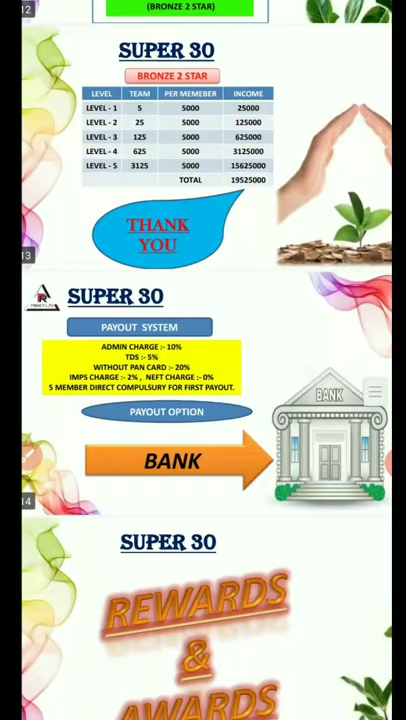 12
(BRONZE 2 STAR)
SUPER 30
BRONZE 2 STAR
LEVEL TEAM PER MEMEBER INCOME
LEVEL - 1 5 5000 25000
LEVEL - 2 25 5000 125000
LEVEL - 3 125 5000 625000
LEVEL - 4 625 5000 3125000
LEVEL - 5 3125 5000 15625000
TOTAL 19525000
THANK
YOU
13
SUPER 30
PAYOUT SYSTEM
ADMIN CHARGE :- 10%
TDS :- 5%
WITHOUT PAN CARD :- 20%
IMPS CHARGE :- 2% , NEFT CHARGE :- 0%
5 MEMBER DIRECT COMPULSURY FOR FIRST PAYOUT.
PAYOUT OPTION
BANK
BANK
14
SUPER 30
REWARDS
&
AWARDS